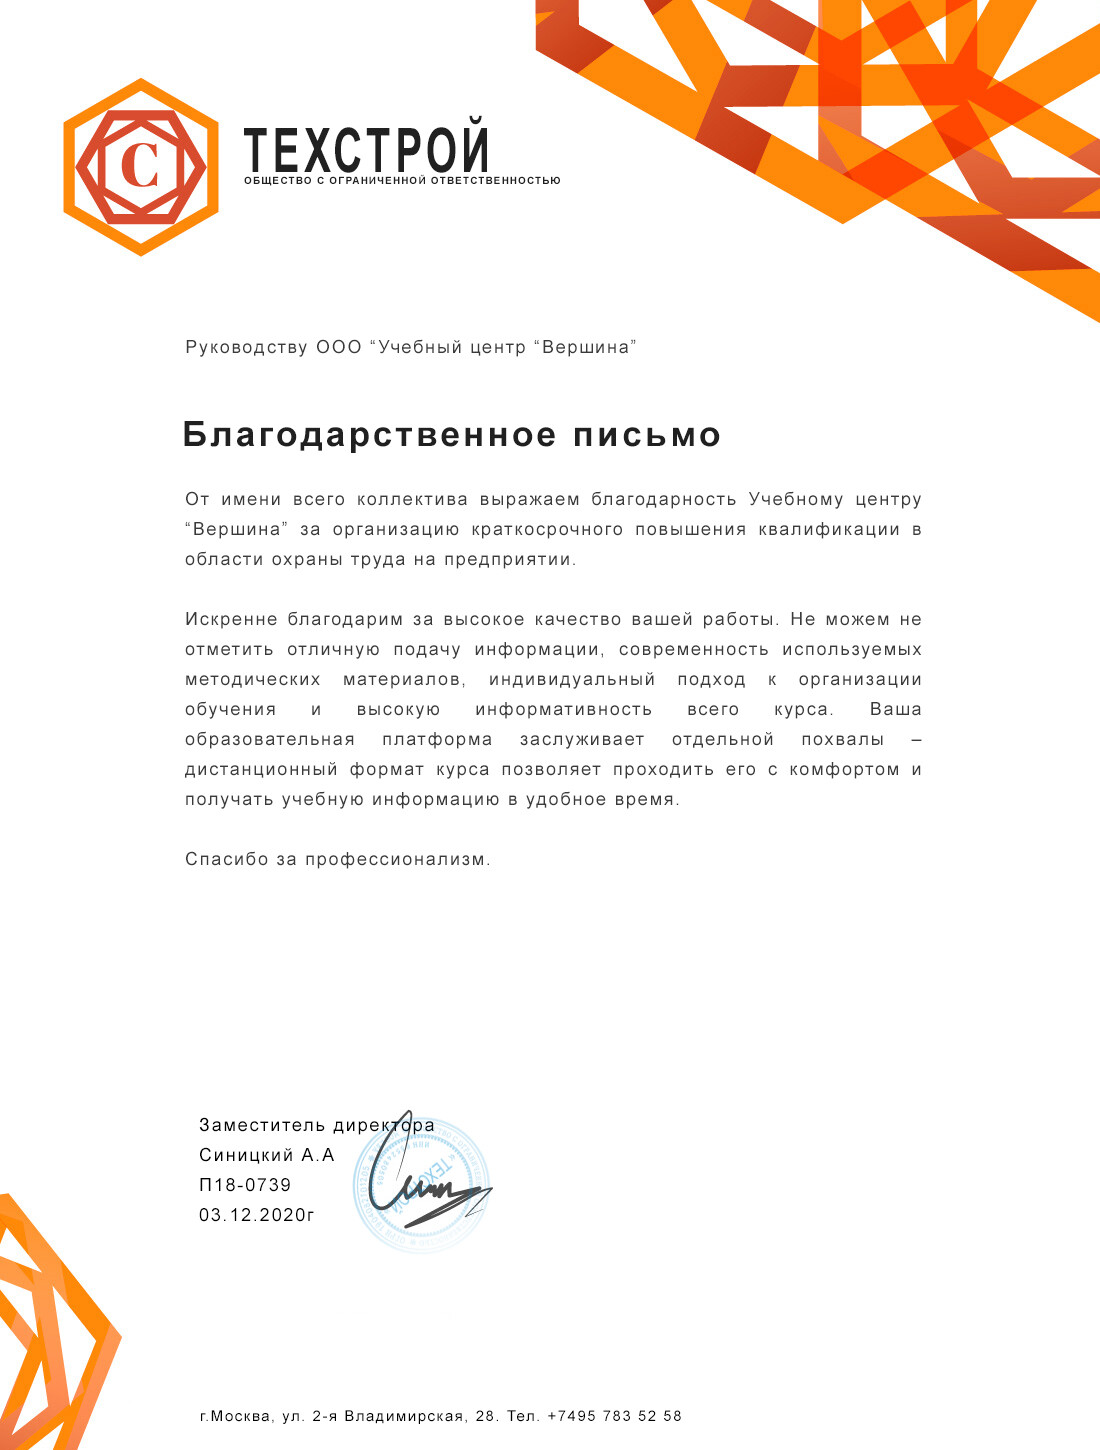 С
ТЕХСТРОЙ
ОБЩЕСТВО С ОГРАНИЧЕННОЙ ОТВЕТСТВЕННОСТЬЮ
Руководству ООО “Учебный центр “Вершина”
Благодарственное письмо
От имени всего коллектива выражаем благодарность Учебному центру
“Вершина” за организацию краткосрочного повышения квалификации в
области охраны труда на предприятии.
Искренне благодарим за высокое качество вашей работы. Не можем не
отметить отличную подачу информации, современность используемых
методических материалов, индивидуальный подход к организации
обучения и высокую информативность всего курса. Ваша
образовательная платформа заслуживает отдельной похвалы –
дистанционный формат курса позволяет проходить его с комфортом и
получать учебную информацию в удобное время.
Спасибо за профессионализм.
Заместитель директора
Синицкий А.А
П18-0739
03.12.2020г
ТЕХСТРОЙ
г.Москва, ул. 2-я Владимирская, 28. Тел. +7495 783 52 58